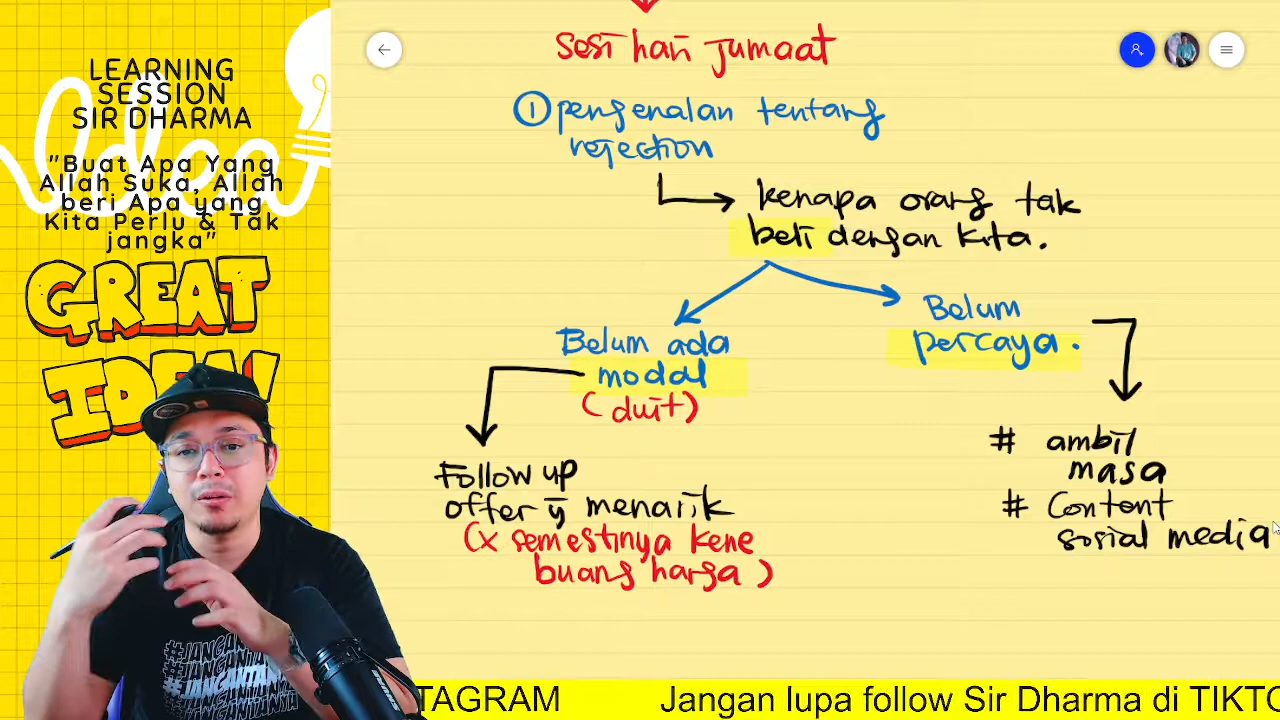 LEARNING
SESSION
SIR DHARMA
"Buat Apa Yang
Allah Suka, Allah
beri Apa yang
Kita Perlu & Tak
jangka"
GREAT
IDEA
sesi hari jumaat
① pengenalan tentang
rejection
kenapa orang tak
beli dengan kita.
Belum ada
modal
(duit)
Belum
percaya.
Follow up
offer yg menarik
(x semestinya kene
buang harga)
# ambil
masa
# Content
sosial media
#JANGANTAN
TAGRAM
Jangan lupa follow Sir Dharma di TIKTO